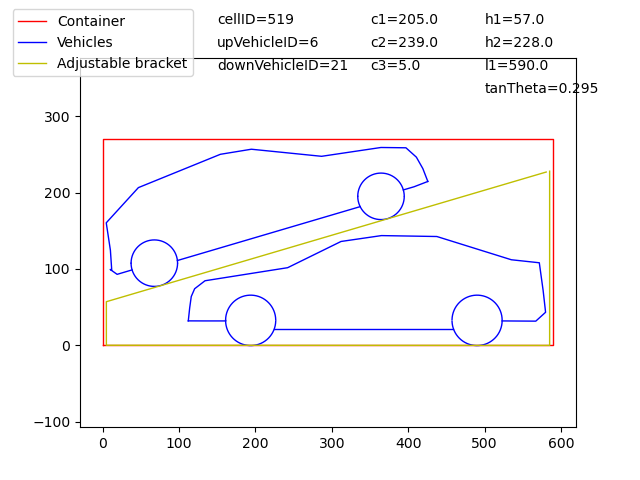 Container
Vehicles
Adjustable bracket
cellID=519 c1=205.0 h1=57.0
upVehicleID=6 c2=239.0 h2=228.0
downVehicleID=21 c3=5.0 l1=590.0
tanTheta=0.295
300
200
100
0
−100
0 100 200 300 400 500 600